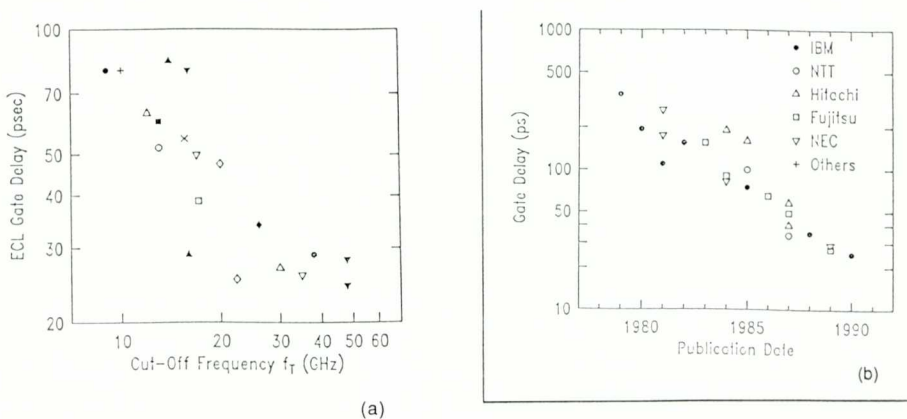 100
70
50
40
30
20
ECL Gate Delay (psec)
10
20
30
40
50
60
Cut-Off Frequency fT (GHz)
(a)
1000
500
100
50
10
Gate Delay (ps)
1980
1985
1990
Publication Date
IBM
NTT
Hitachi
Fujitsu
NEC
Others
(b)